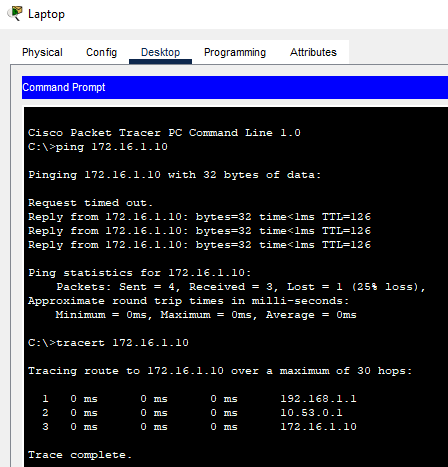 Laptop
Physical Config Desktop Programming Attributes
Command Prompt
Cisco Packet Tracer PC Command Line 1.0
C:\>ping 172.16.1.10
Pinging 172.16.1.10 with 32 bytes of data:
Request timed out.
Reply from 172.16.1.10: bytes=32 time<1ms TTL=126
Reply from 172.16.1.10: bytes=32 time<1ms TTL=126
Reply from 172.16.1.10: bytes=32 time<1ms TTL=126
Ping statistics for 172.16.1.10:
    Packets: Sent = 4, Received = 3, Lost = 1 (25% loss),
Approximate round trip times in milli-seconds:
    Minimum = 0ms, Maximum = 0ms, Average = 0ms
C:\>tracert 172.16.1.10
Tracing route to 172.16.1.10 over a maximum of 30 hops:
  1   0 ms      0 ms      0 ms      192.168.1.1
  2   0 ms      0 ms      0 ms      10.53.0.1
  3   0 ms      0 ms      0 ms      172.16.1.10
Trace complete.